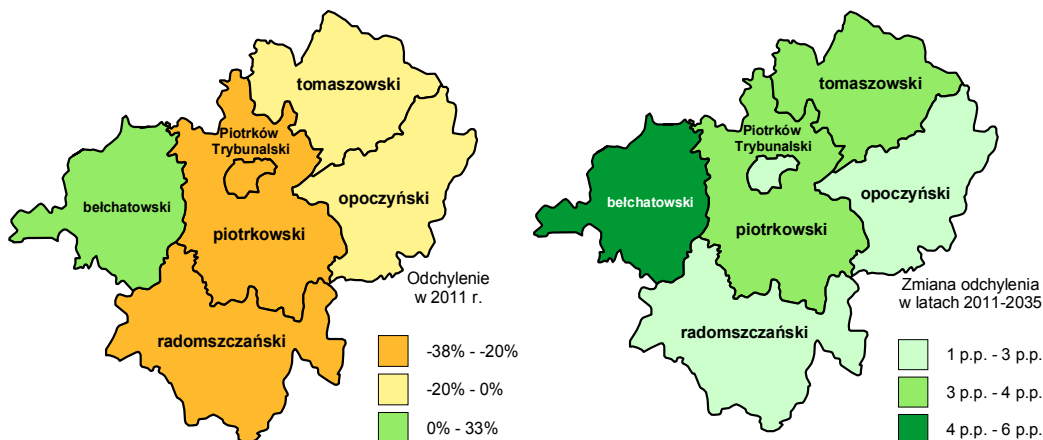 tomaszowski
Piotrków
Trybunalski
opoczyński
bełchatowski
piotrkowski
radomszczański
Odchylenie
w 2011 r.
-38% - -20%
-20% - 0%
0% - 33%
tomaszowski
Piotrków
Trybunalski
opoczyński
bełchatowski
piotrkowski
radomszczański
Zmiana odchylenia
w latach 2011-2035
1 p.p. - 3 p.p.
3 p.p. - 4 p.p.
4 p.p. - 6 p.p.